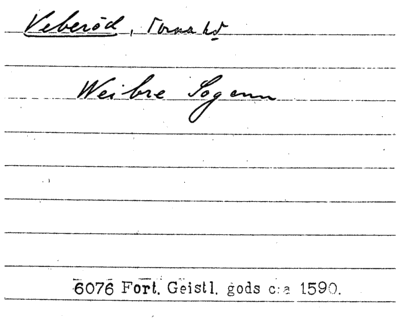 Veberöd, Torna hd
Weibre Sogenn
6076 Fort. Geistl. gods c:a 1590.